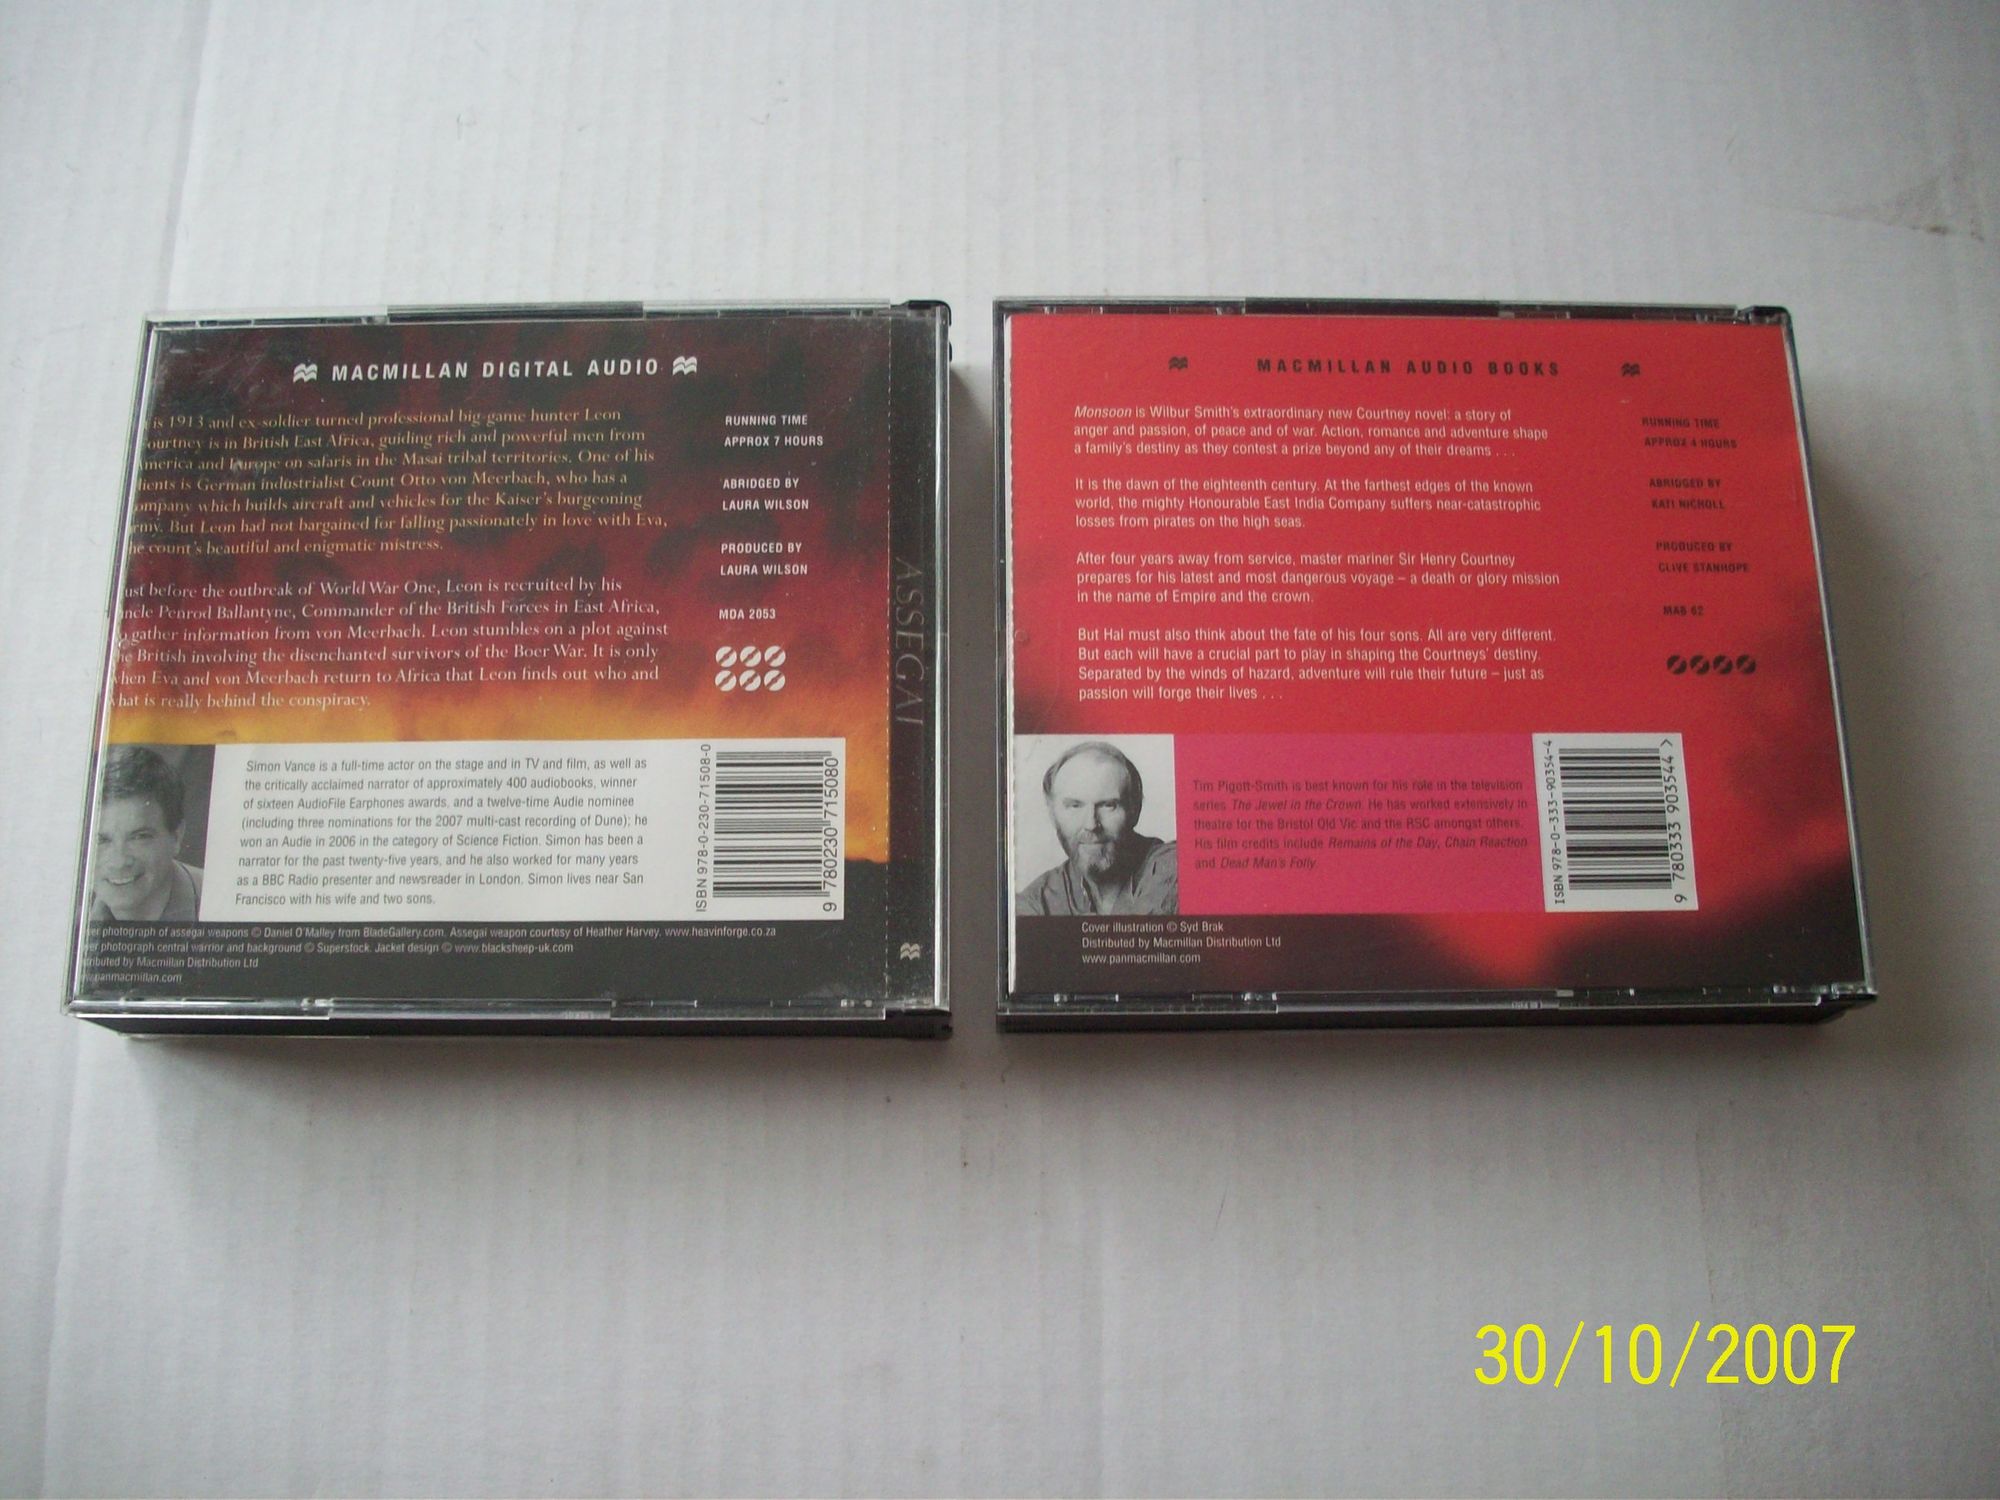 MACMILLAN DIGITAL AUDIO
is 1913 and ex-soldier turned professional big-game hunter Leon
ourtney is in British East Africa, guiding rich and powerful men from
merica and Europe on safaris in the Masai tribal territories. One of his
lients is German industrialist Count Otto von Meerbach, who has a
ompany which builds aircraft and vehicles for the Kaiser's burgeoning
rmy. But Leon had not bargained for falling passionately in love with Eva,
he count's beautiful and enigmatic mistress.
ust before the outbreak of World War One, Leon is recruited by his
ncle Penrod Ballantyne, Commander of the British Forces in East Africa,
o gather information from von Meerbach. Leon stumbles on a plot against
he British involving the disenchanted survivors of the Boer War. It is only
hen Eva and von Meerbach return to Africa that Leon finds out who and
hat is really behind the conspiracy.
RUNNING TIME
APPROX 7 HOURS
ABRIDGED BY
LAURA WILSON
PRODUCED BY
LAURA WILSON
MDA 2053
ASSEGAI
Simon Vance is a full-time actor on the stage and in TV and film, as well as
the critically acclaimed narrator of approximately 400 audiobooks, winner
of sixteen AudioFile Earphones awards, and a twelve-time Audie nominee
(including three nominations for the 2007 multi-cast recording of Dune); he
won an Audie in 2006 in the category of Science Fiction. Simon has been a
narrator for the past twenty-five years, and he also worked for many years
as a BBC Radio presenter and newsreader in London. Simon lives near San
Francisco with his wife and two sons.
ISBN 978-0-230-71508-0
9 780230 715080
er photograph of assegai weapons © Daniel O'Malley from BladeGallery.com. Assegai weapon courtesy of Heather Harvey. www.heavinforge.co.za
er photograph central warrior and background © Superstock. Jacket design © www.blacksheep-uk.com
tributed by Macmillan Distribution Ltd
panmacmillan.com
MACMILLAN AUDIO BOOKS
Monsoon is Wilbur Smith's extraordinary new Courtney novel: a story of
anger and passion, of peace and of war. Action, romance and adventure shape
a family's destiny as they contest a prize beyond any of their dreams . . .
It is the dawn of the eighteenth century. At the farthest edges of the known
world, the mighty Honourable East India Company suffers near-catastrophic
losses from pirates on the high seas.
After four years away from service, master mariner Sir Henry Courtney
prepares for his latest and most dangerous voyage – a death or glory mission
in the name of Empire and the crown.
But Hal must also think about the fate of his four sons. All are very different.
But each will have a crucial part to play in shaping the Courtneys' destiny.
Separated by the winds of hazard, adventure will rule their future – just as
passion will forge their lives . . .
RUNNING TIME
APPROX 4 HOURS
ABRIDGED BY
KATI NICHOLL
PRODUCED BY
CLIVE STANHOPE
MAB 62
Tim Pigott-Smith is best known for his role in the television
series The Jewel in the Crown. He has worked extensively in
theatre for the Bristol Old Vic and the RSC amongst others.
His film credits include Remains of the Day, Chain Reaction
and Dead Man's Folly.
ISBN 978-0-333-90354-4
9 780333 903544 >
Cover illustration © Syd Brak
Distributed by Macmillan Distribution Ltd
www.panmacmillan.com
30/10/2007